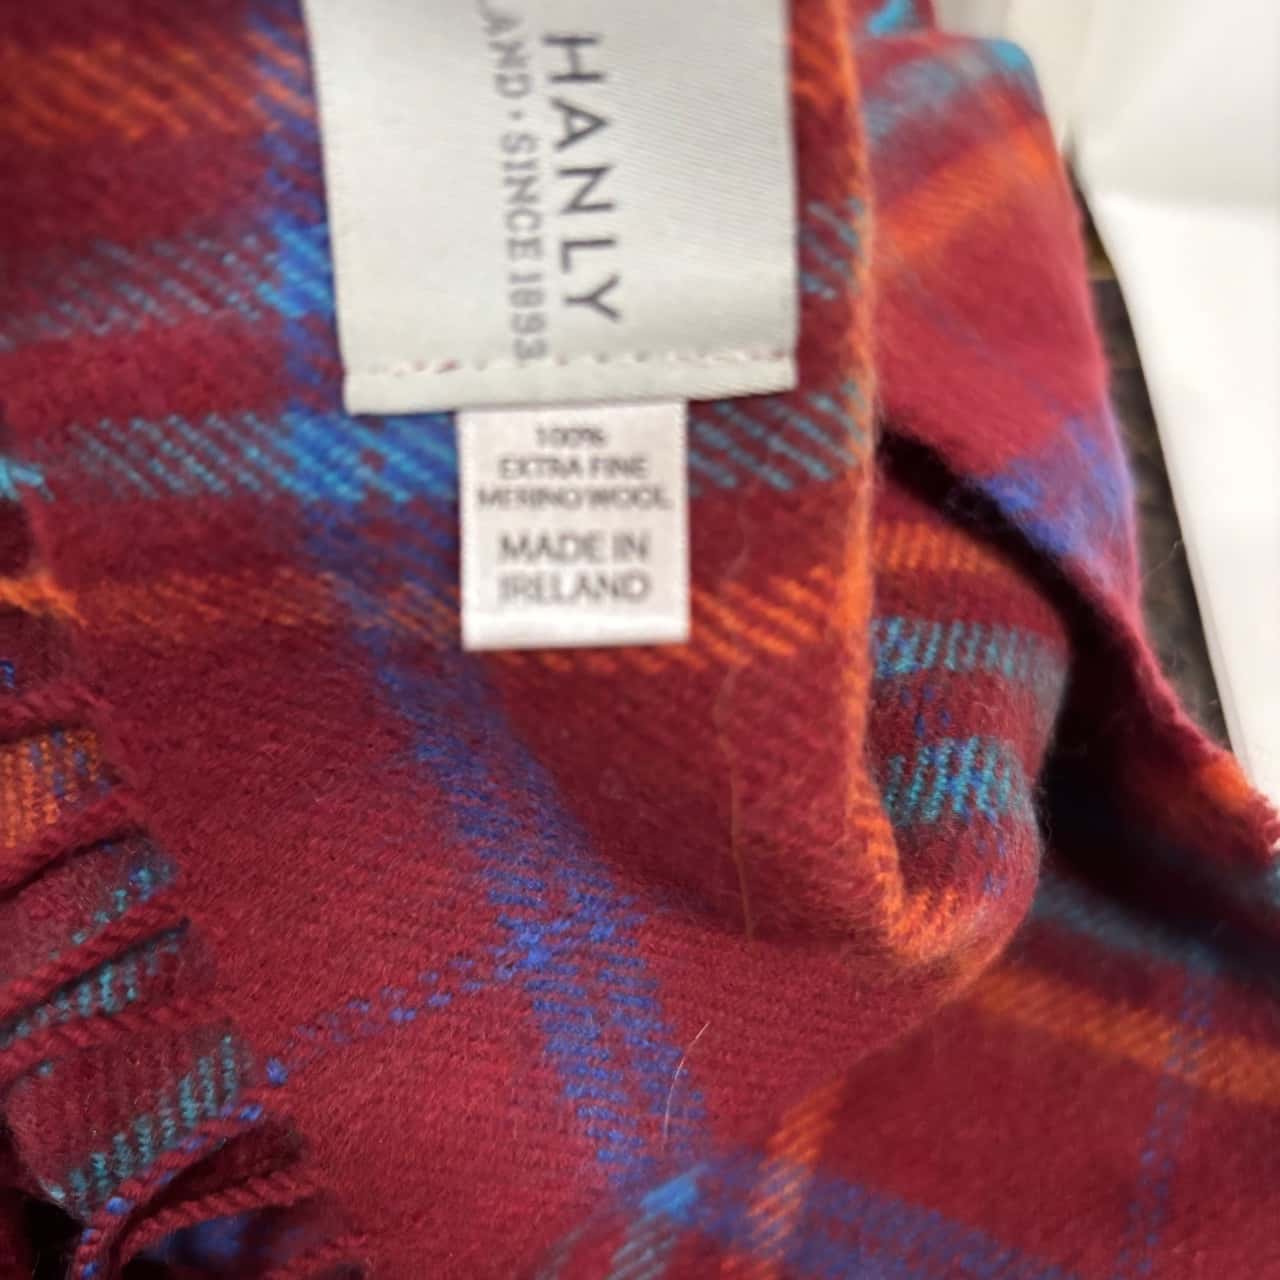 HANLY
LAND · SINCE 1893
100%
EXTRA FINE
MERINO WOOL
MADE IN
IRELAND